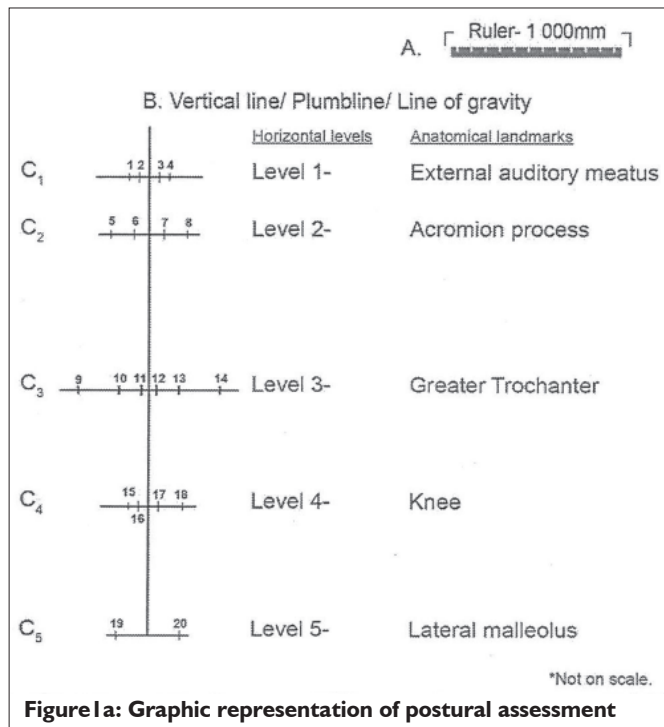 A. Ruler- 1 000mm
B. Vertical line/ Plumbline/ Line of gravity
Horizontal levels Anatomical landmarks
C1 1 2 3 4 Level 1- External auditory meatus
C2 5 6 7 8 Level 2- Acromion process
C3 9 10 11 12 13 14 Level 3- Greater Trochanter
C4 15 16 17 18 Level 4- Knee
C5 19 20 Level 5- Lateral malleolus
*Not on scale.
Figure1a: Graphic representation of postural assessment